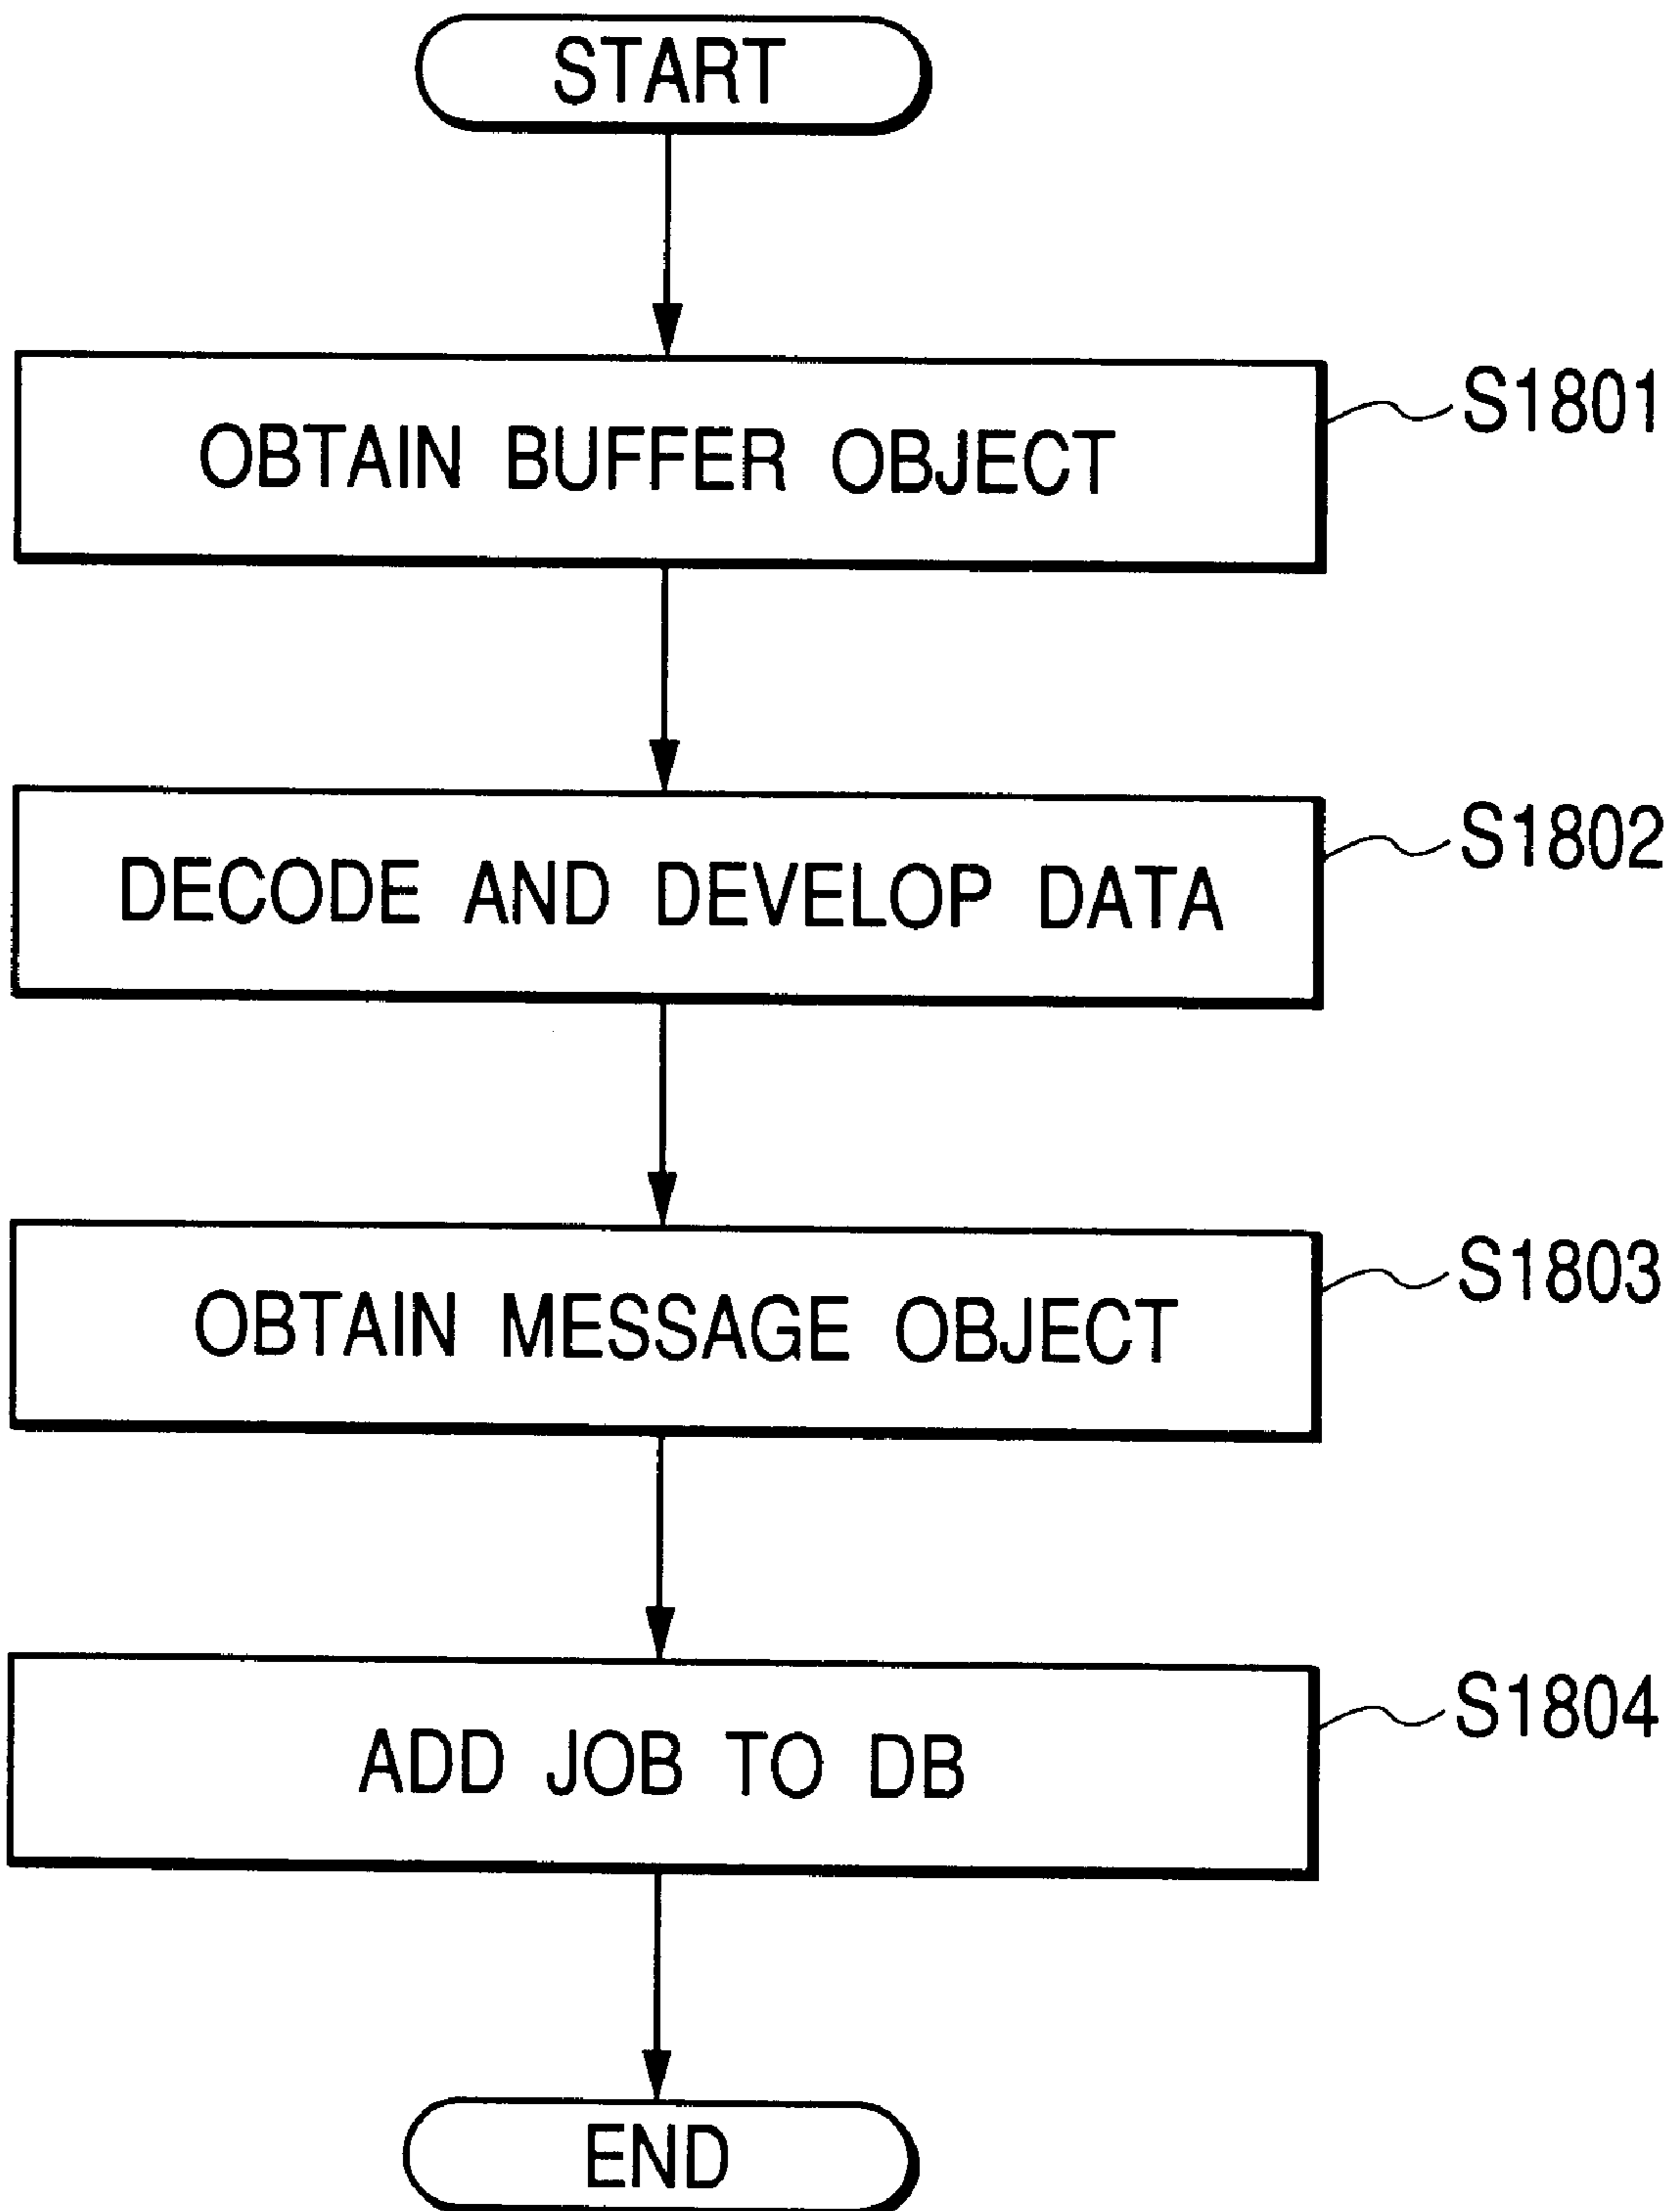 START
OBTAIN BUFFER OBJECT
S1801
DECODE AND DEVELOP DATA
S1802
OBTAIN MESSAGE OBJECT
S1803
ADD JOB TO DB
S1804
END